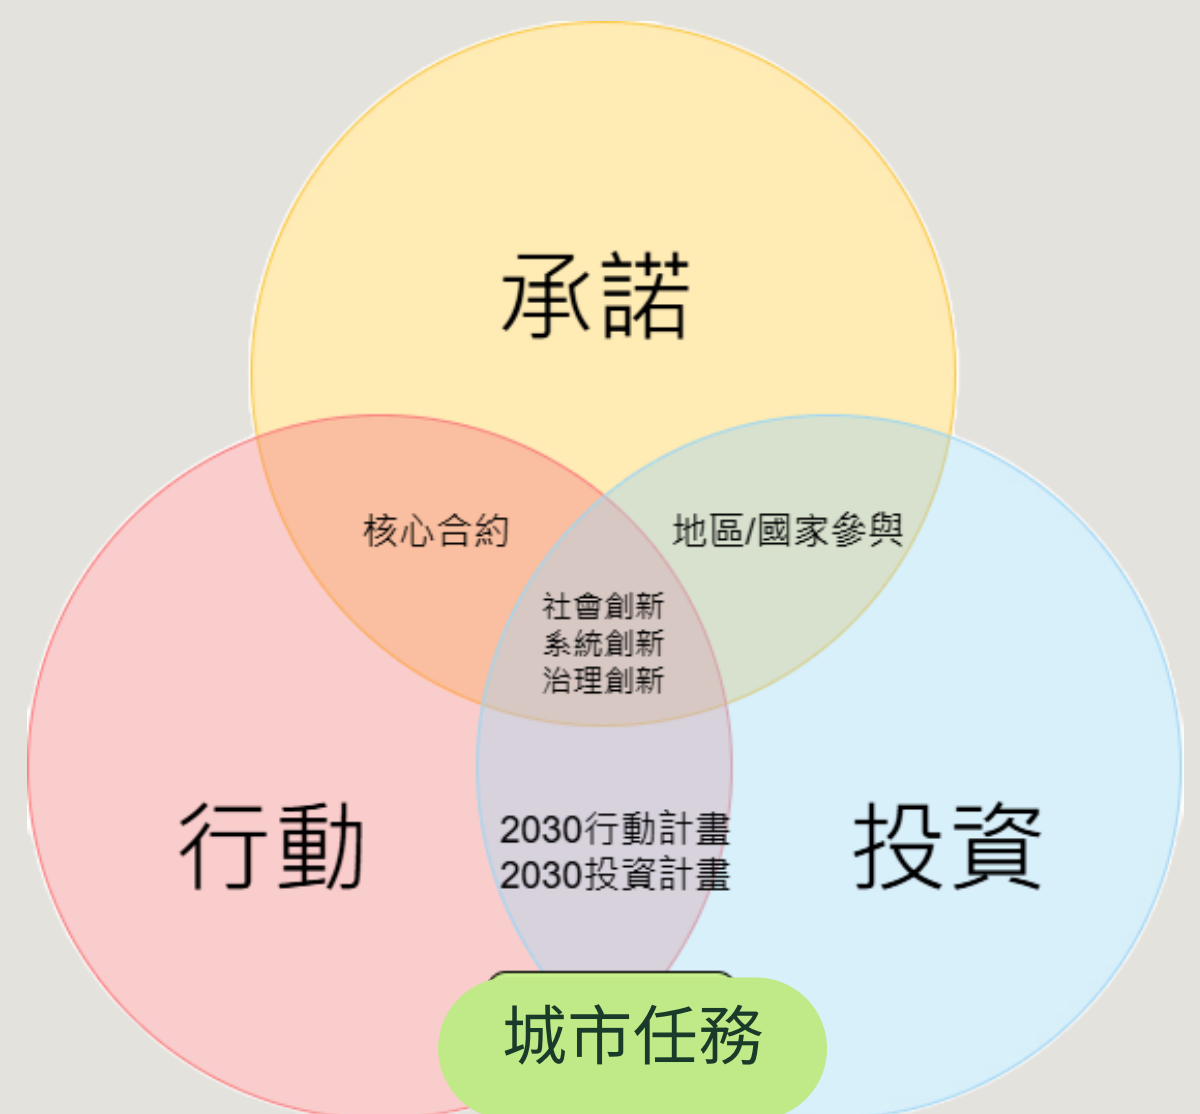 承諾
核心合約
地區/國家參與
社會創新
系統創新
治理創新
行動
投資
2030行動計畫
2030投資計畫
城市任務